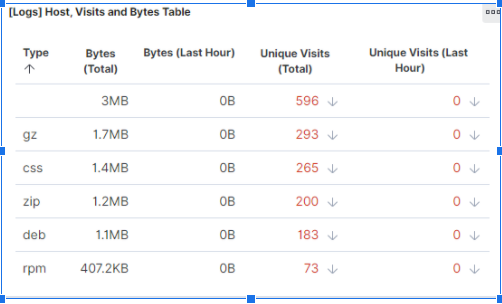 [Logs] Host, Visits and Bytes Table
Type ↑ Bytes (Total) Bytes (Last Hour) Unique Visits (Total) Unique Visits (Last Hour)
3MB 0B 596 ↓ 0 ↓
gz 1.7MB 0B 293 ↓ 0 ↓
css 1.4MB 0B 265 ↓ 0 ↓
zip 1.2MB 0B 200 ↓ 0 ↓
deb 1.1MB 0B 183 ↓ 0 ↓
rpm 407.2KB 0B 73 ↓ 0 ↓